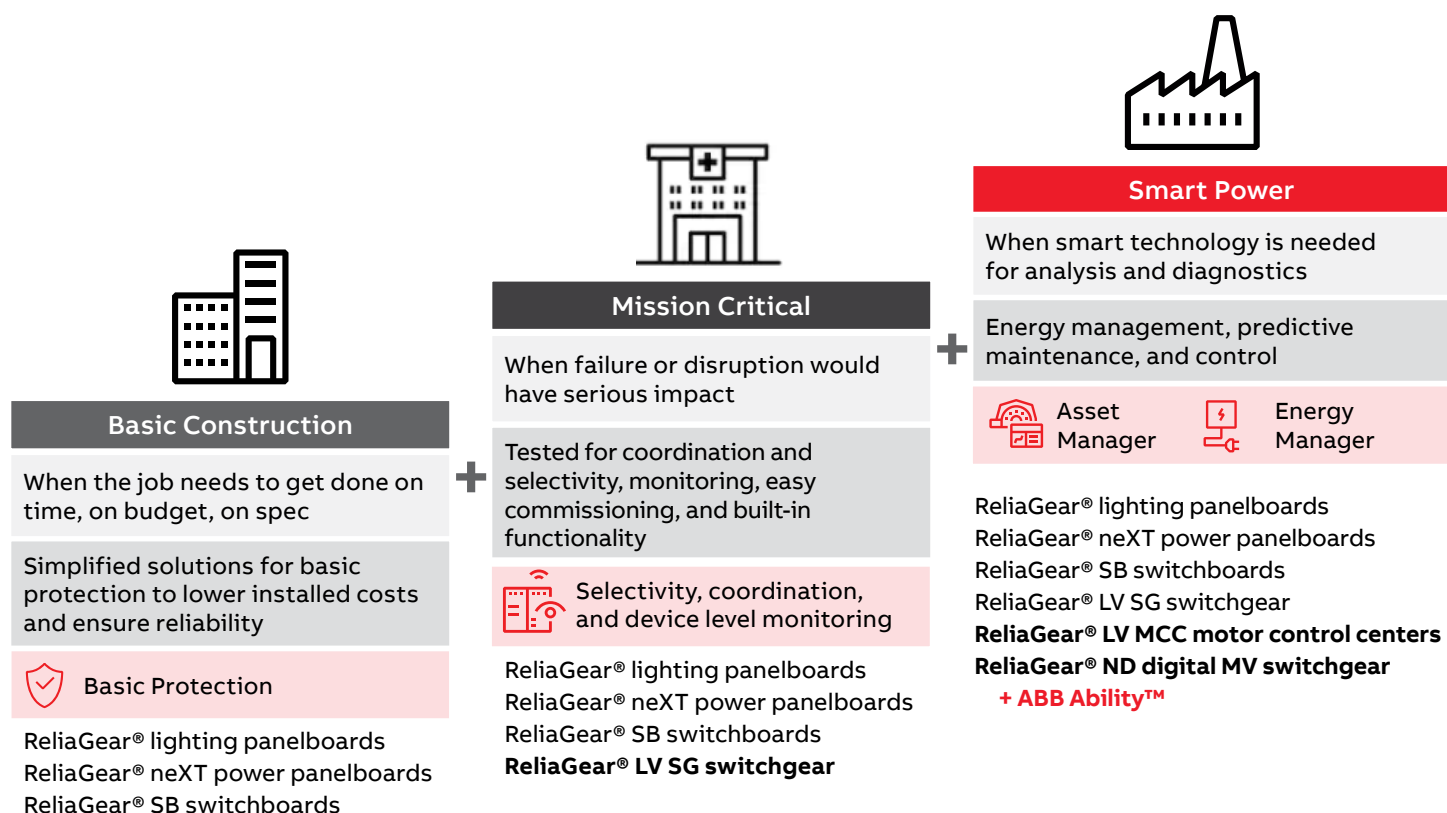 Basic Construction
When the job needs to get done on
time, on budget, on spec
Simplified solutions for basic
protection to lower installed costs
and ensure reliability
Basic Protection
ReliaGear® lighting panelboards
ReliaGear® neXT power panelboards
ReliaGear® SB switchboards
+
Mission Critical
When failure or disruption would
have serious impact
Tested for coordination and
selectivity, monitoring, easy
commissioning, and built-in
functionality
Selectivity, coordination,
and device level monitoring
ReliaGear® lighting panelboards
ReliaGear® neXT power panelboards
ReliaGear® SB switchboards
ReliaGear® LV SG switchgear
+
Smart Power
When smart technology is needed
for analysis and diagnostics
Energy management, predictive
maintenance, and control
Asset
Manager
Energy
Manager
ReliaGear® lighting panelboards
ReliaGear® neXT power panelboards
ReliaGear® SB switchboards
ReliaGear® LV SG switchgear
ReliaGear® LV MCC motor control centers
ReliaGear® ND digital MV switchgear
+ ABB Ability™